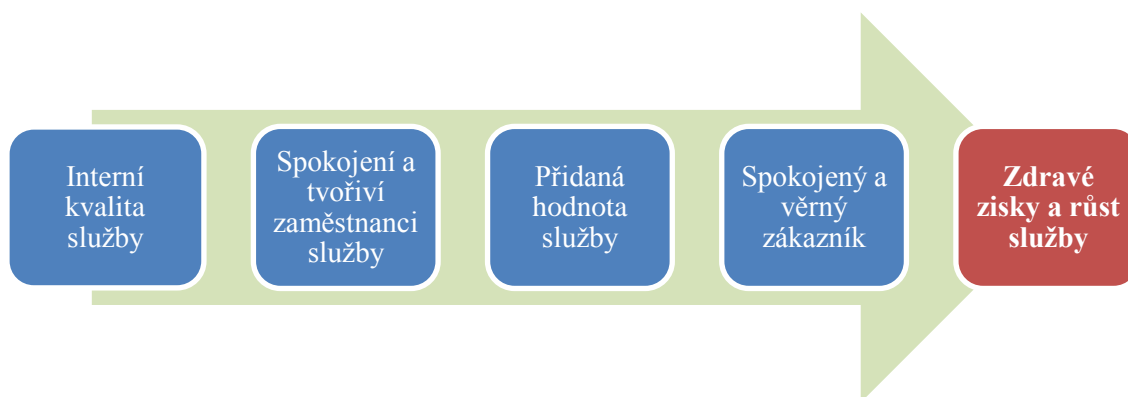 Interní
kvalita
služby
Spokojení a
tvořiví
zaměstnanci
služby
Přidaná
hodnota
služby
Spokojený a
věrný
zákazník
Zdravé
zisky a růst
služby